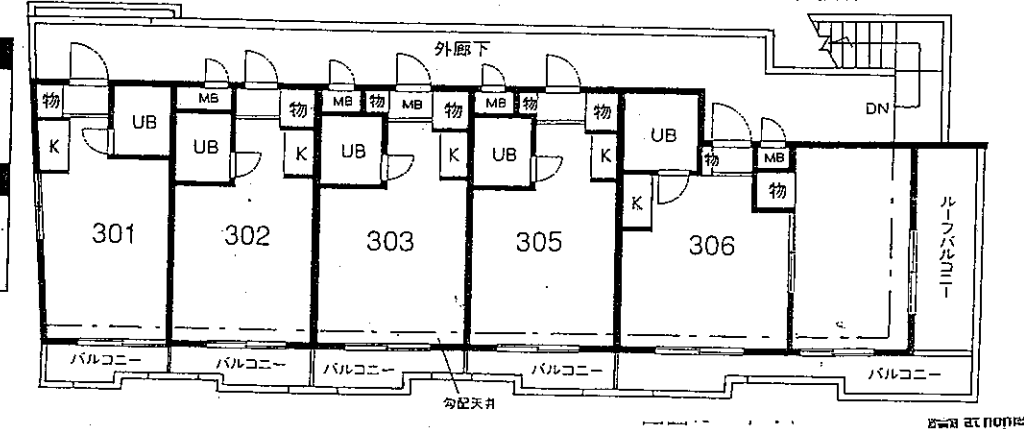 外廊下
DN
物 UB K 301
MB UB 物 K 302
MB 物 MB 物 UB K 303
MB 物 物 UB K 305
UB K 物 MB 物 306
ルーフバルコニー
バルコニー
バルコニー
バルコニー
バルコニー
バルコニー
勾配天井